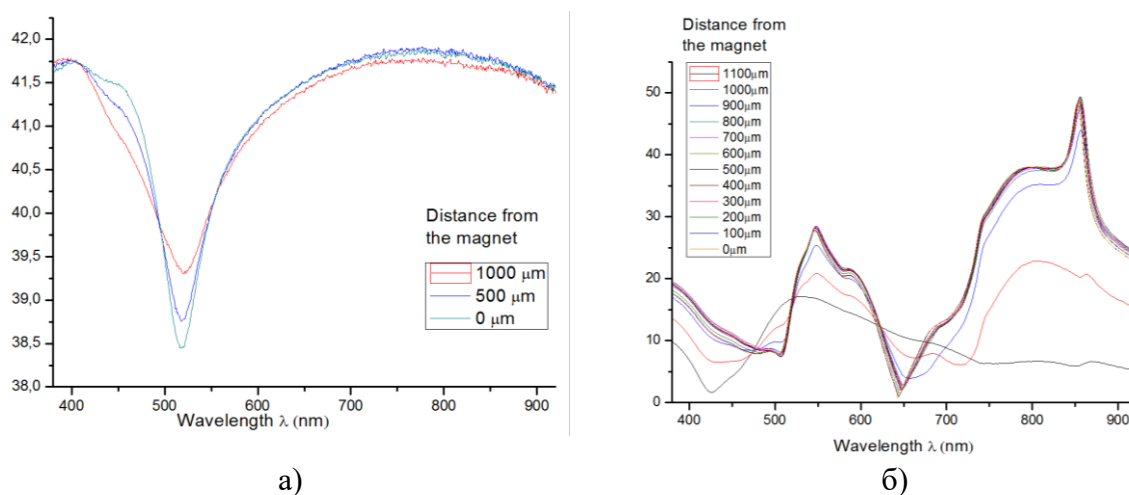 42,0
41,5
41,0
40,5
40,0
39,5
39,0
38,5
38,0
400 500 600 700 800 900
Wavelength λ (nm)
Distance from
the magnet
1000 μm
500 μm
0 μm
а)
Distance from
the magnet
1100μm
1000μm
900μm
800μm
700μm
600μm
500μm
400μm
300μm
200μm
100μm
0μm
50
40
30
20
10
0
400 500 600 700 800 900
Wavelength λ (nm)
б)